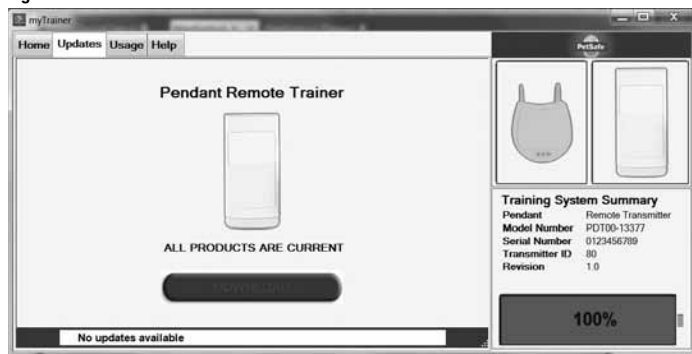 myTrainer
Home Updates Usage Help
PetSafe
Pendant Remote Trainer
ALL PRODUCTS ARE CURRENT
No updates available
Training System Summary
Pendant Remote Transmitter
Model Number PDT00-13377
Serial Number 0123456789
Transmitter ID 80
Revision 1.0
100%